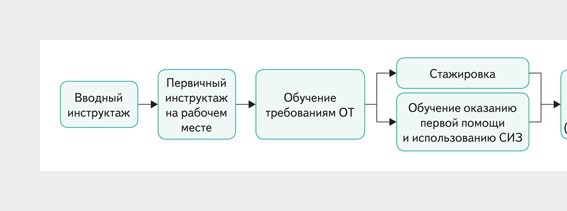 Вводный
инструктаж
Первичный
инструктаж
на рабочем
месте
Обучение
требованиям ОТ
Стажировка
Обучение оказанию
первой помощи
и использованию СИЗ
(